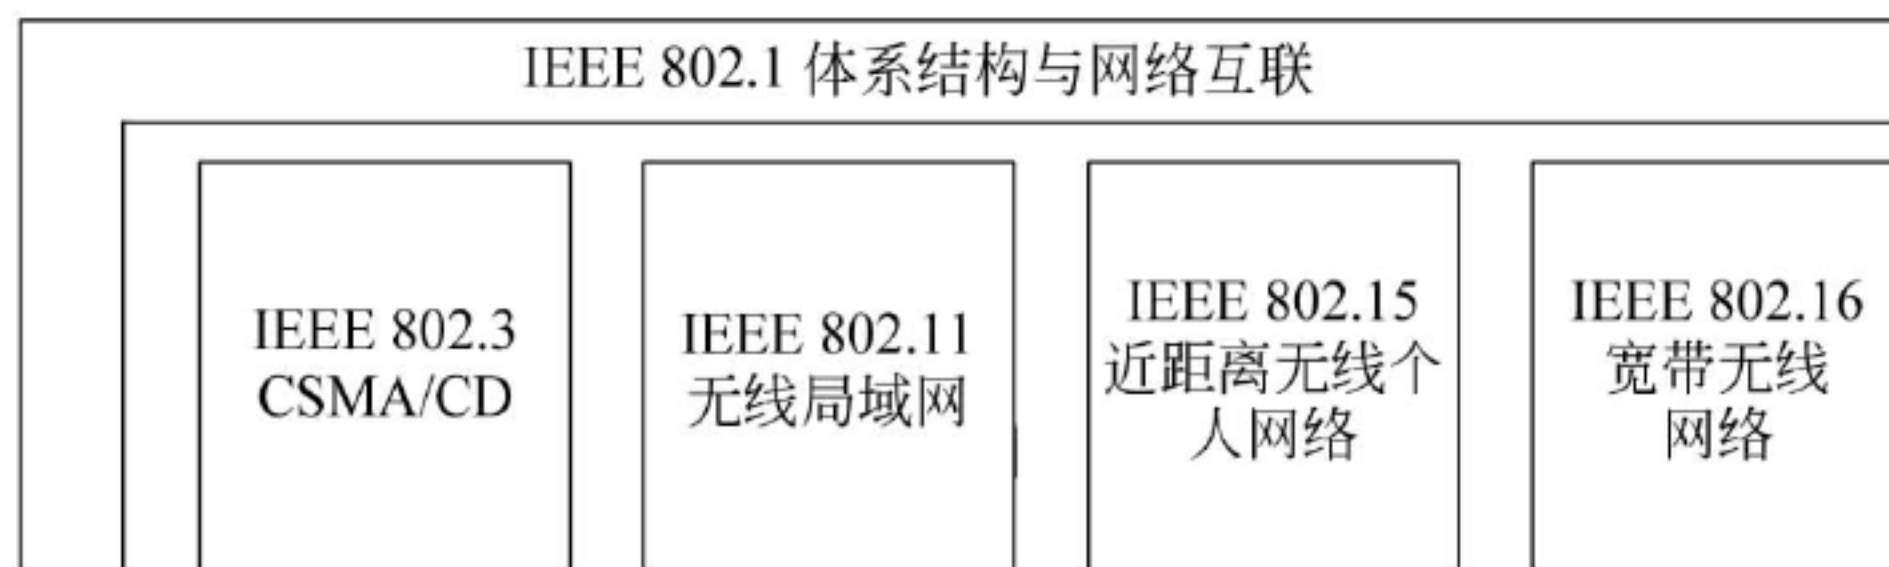 IEEE 802.1 体系结构与网络互联
IEEE 802.3
CSMA/CD
IEEE 802.11
无线局域网
IEEE 802.15
近距离无线个
人网络
IEEE 802.16
宽带无线
网络